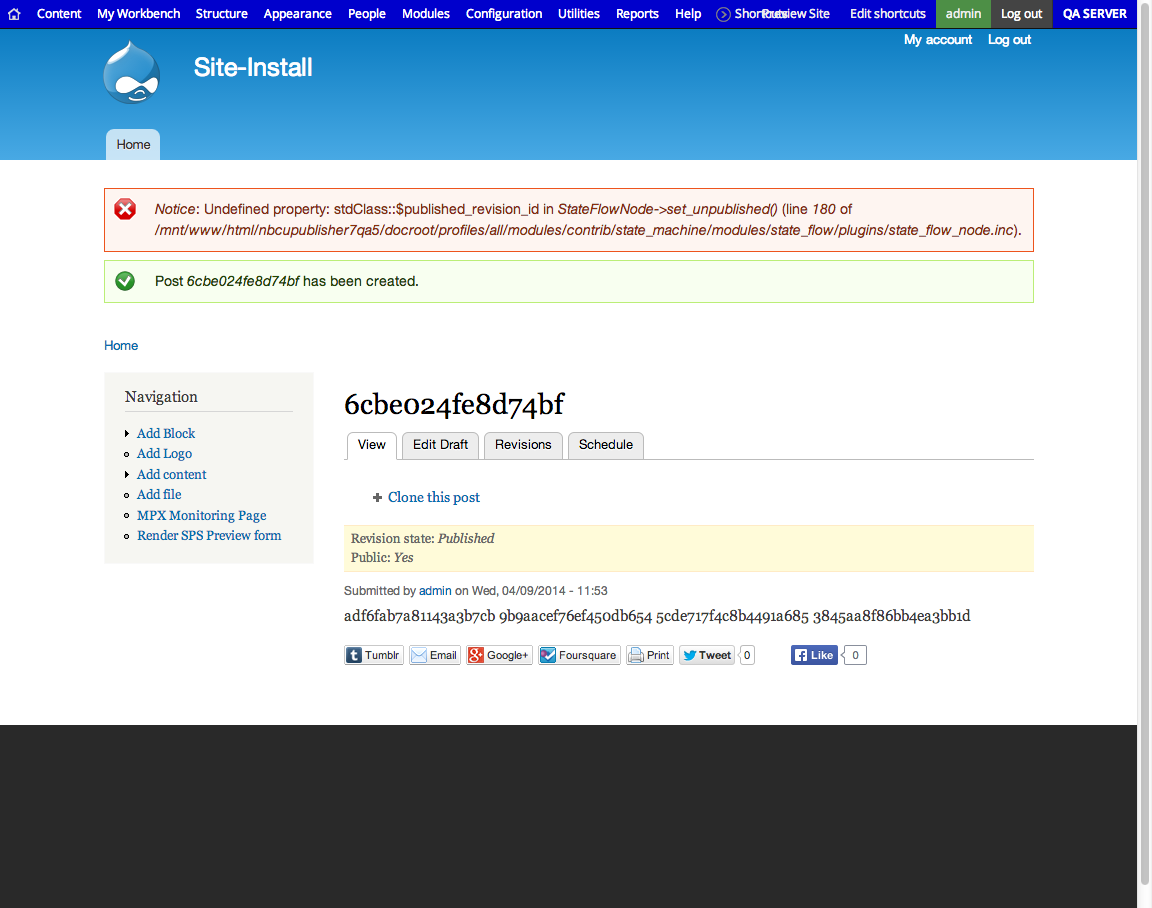 Content My Workbench Structure Appearance People Modules Configuration Utilities Reports Help Shortcuts Preview Site Edit shortcuts admin Log out QA SERVER
My account Log out
Site-Install
Home
Notice: Undefined property: stdClass::$published_revision_id in StateFlowNode->set_unpublished() (line 180 of
/mnt/www/html/nbcupublisher7qa5/docroot/profiles/all/modules/contrib/state_machine/modules/state_flow/plugins/state_flow_node.inc).
Post 6cbe024fe8d74bf has been created.
Home
Navigation
Add Block
Add Logo
Add content
Add file
MPX Monitoring Page
Render SPS Preview form
6cbe024fe8d74bf
View Edit Draft Revisions Schedule
Clone this post
Revision state: Published
Public: Yes
Submitted by admin on Wed, 04/09/2014 - 11:53
adf6fab7a81143a3b7cb 9b9aacef76ef450db654 5cde717f4c8b4491a685 3845aa8f86bb4ea3bb1d
Tumblr Email Google+ Foursquare Print Tweet 0 Like 0